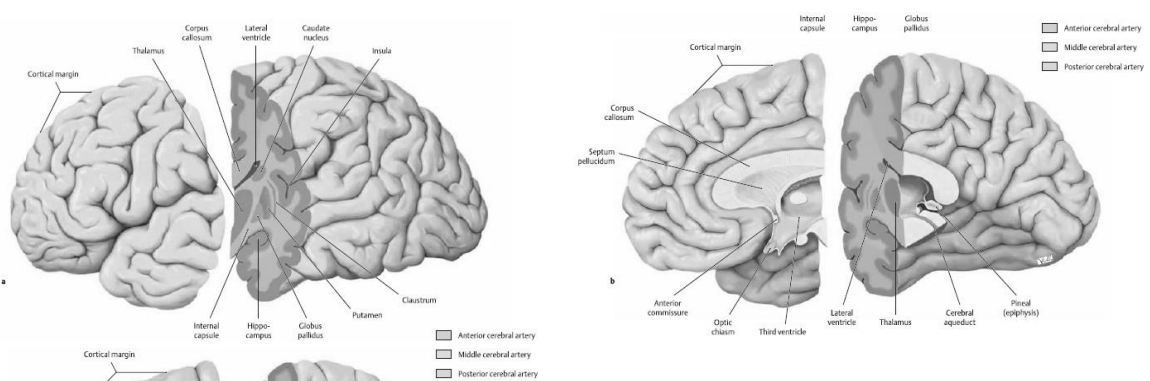 Corpus
callosum
Lateral
ventricle
Caudate
nucleus
Thalamus
Insula
Cortical margin
a
Claustrum
Putamen
Internal
capsule
Hippo-
campus
Globus
pallidus
Anterior cerebral artery
Middle cerebral artery
Posterior cerebral artery
Cortical margin
Internal
capsule
Hippo-
campus
Globus
pallidus
Anterior cerebral artery
Middle cerebral artery
Posterior cerebral artery
Cortical margin
Corpus
callosum
Septum
pellucidum
b
Anterior
commissure
Optic
chiasm
Third ventricle
Lateral
ventricle
Thalamus
Cerebral
aqueduct
Pineal
(epiphysis)